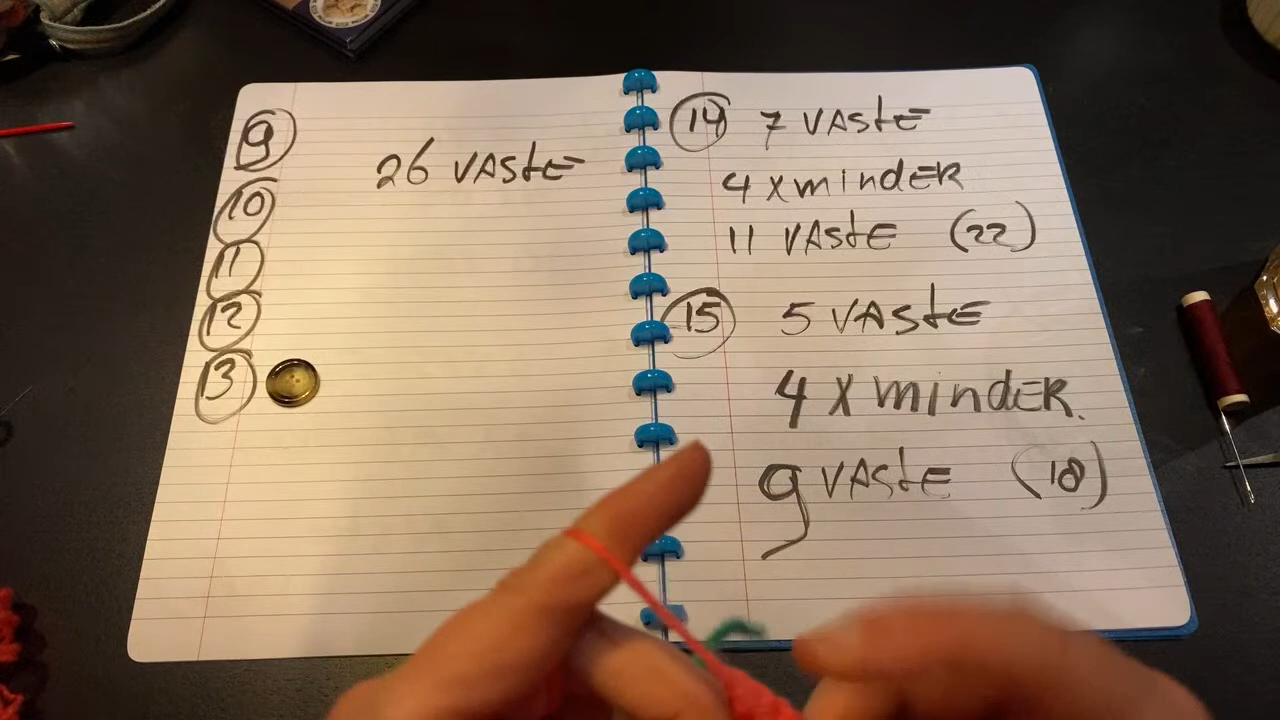 9
26 VASTE
10
11
12
13
14 7 VASTE
4 X minDER
11 VASTE (22)
15 5 VASTE
4 X minDER.
9 VASTE (18)